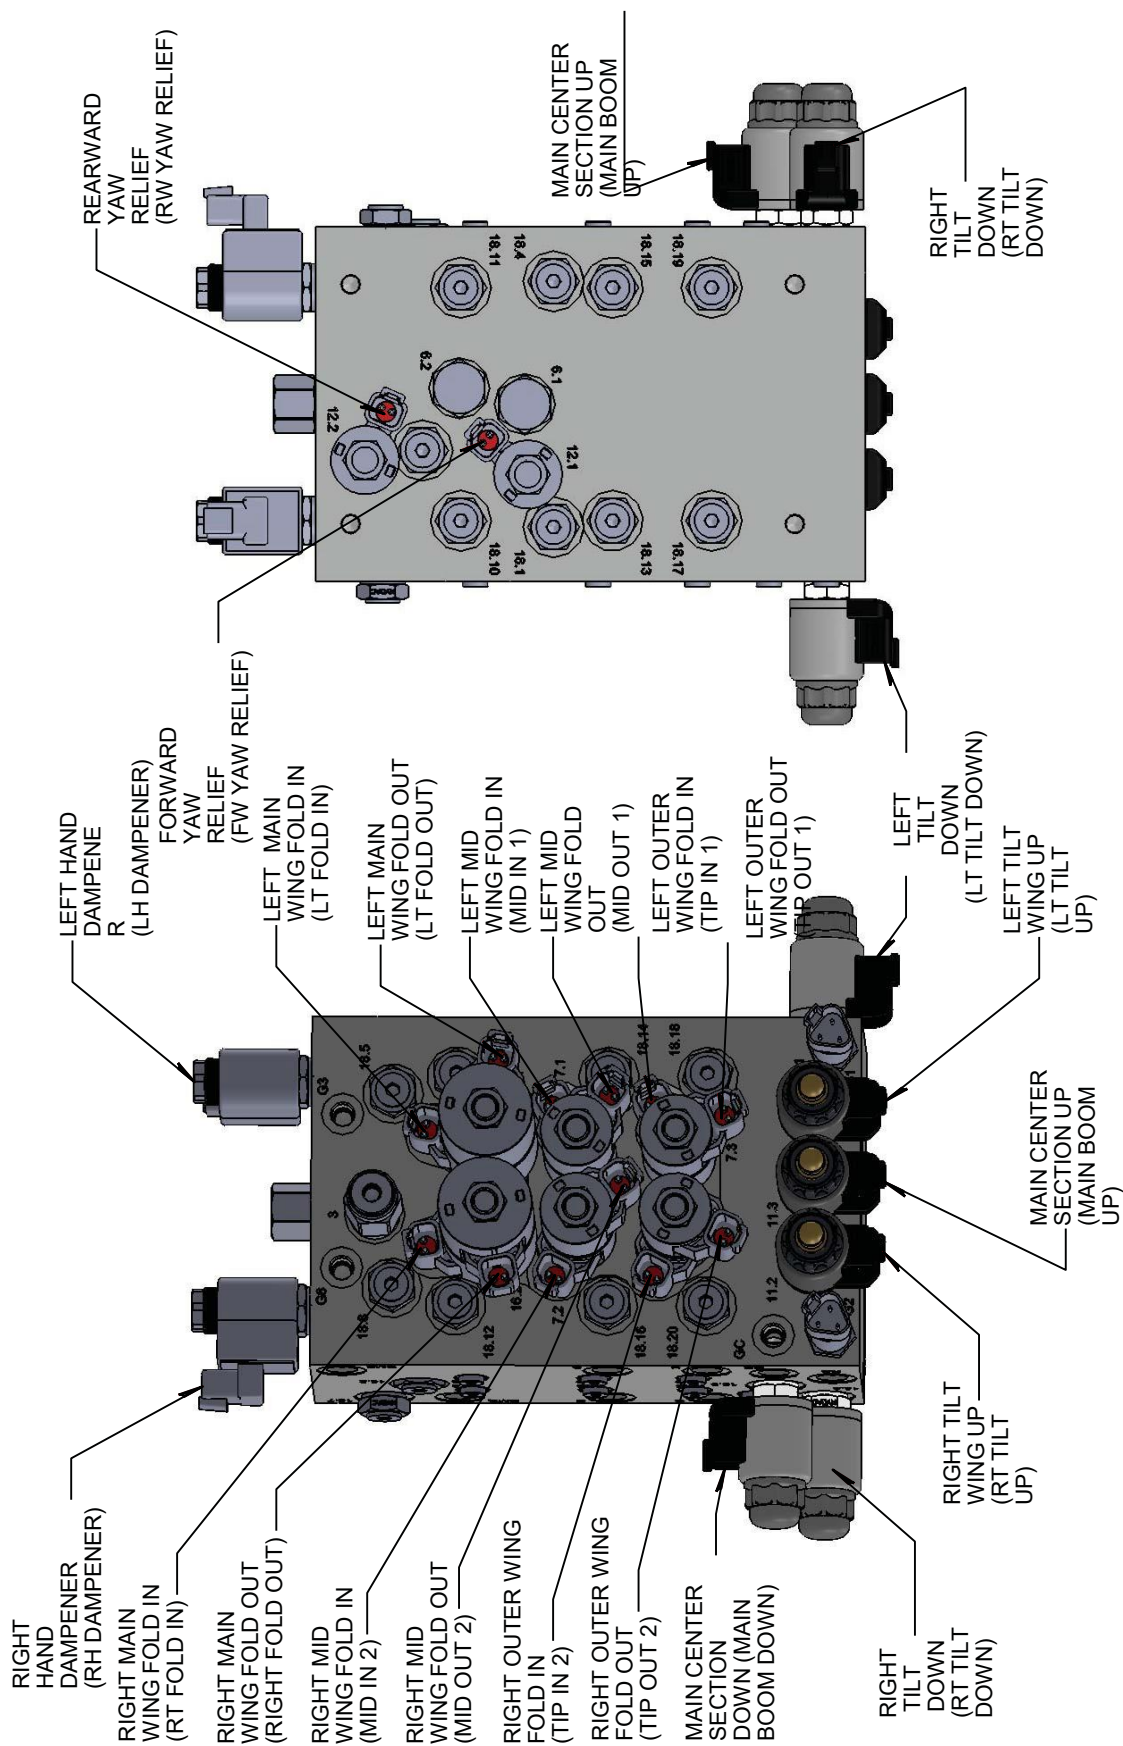 REARWARD
YAW
RELIEF
(RW YAW RELIEF)
MAIN CENTER
SECTION UP
(MAIN BOOM
UP)
RIGHT
TILT
DOWN
(RT TILT
DOWN)
18.11
18.4
18.15
18.19
6.2
6.1
12.2
12.1
18.10
18.1
18.13
18.17
LEFT HAND
DAMPENE
R
(LH DAMPENER)
FORWARD
YAW
RELIEF
(FW YAW RELIEF)
LEFT MAIN
WING FOLD IN
(LT FOLD IN)
LEFT MAIN
WING FOLD OUT
(LT FOLD OUT)
LEFT MID
WING FOLD IN
(MID IN 1)
LEFT MID
WING FOLD
OUT
(MID OUT 1)
LEFT OUTER
WING FOLD IN
(TIP IN 1)
LEFT OUTER
WING FOLD OUT
(TIP OUT 1)
LEFT
TILT
DOWN
(LT TILT DOWN)
LEFT TILT
WING UP
(LT TILT
UP)
MAIN CENTER
SECTION UP
(MAIN BOOM
UP)
G3
18.5
7.1
18.14
18.18
7.3
3
11.3
11.2
G6
18.12
7.2
18.16
18.20
GC
G2
RIGHT
HAND
DAMPENER
(RH DAMPENER)
RIGHT MAIN
WING FOLD IN
(RT FOLD IN)
RIGHT MAIN
WING FOLD OUT
(RIGHT FOLD OUT)
RIGHT MID
WING FOLD IN
(MID IN 2)
RIGHT MID
WING FOLD OUT
(MID OUT 2)
RIGHT OUTER WING
FOLD IN
(TIP IN 2)
RIGHT OUTER WING
FOLD OUT
(TIP OUT 2)
MAIN CENTER
SECTION
DOWN (MAIN
BOOM DOWN)
RIGHT
TILT
DOWN
(RT TILT
DOWN)
RIGHT TILT
WING UP
(RT TILT
UP)